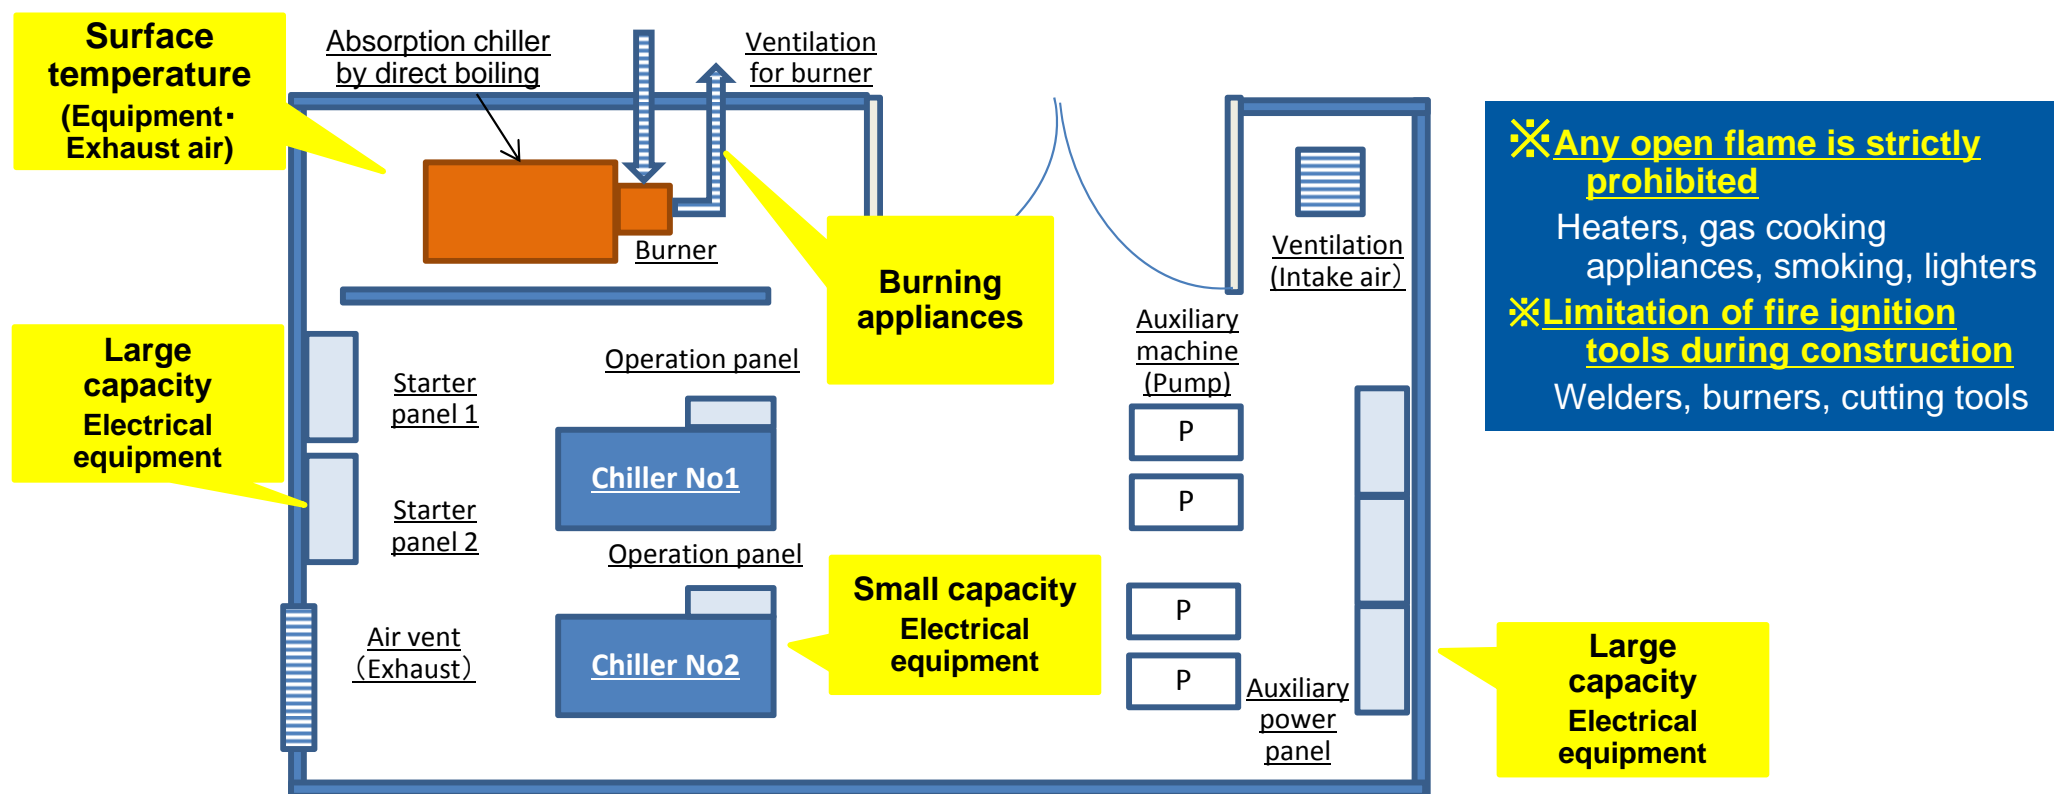 Surface
temperature
(Equipment・
Exhaust air)
Absorption chiller
by direct boiling
Ventilation
for burner
Burner
Burning
appliances
Ventilation
(Intake air）
※Any open flame is strictly
prohibited
Heaters, gas cooking
appliances, smoking, lighters
※Limitation of fire ignition
tools during construction
Welders, burners, cutting tools
Large
capacity
Electrical
equipment
Starter
panel 1
Starter
panel 2
Operation panel
Chiller No1
Operation panel
Chiller No2
Small capacity
Electrical
equipment
Auxiliary
machine
(Pump)
P
P
P
P
Air vent
（Exhaust）
Auxiliary
power
panel
Large
capacity
Electrical
equipment